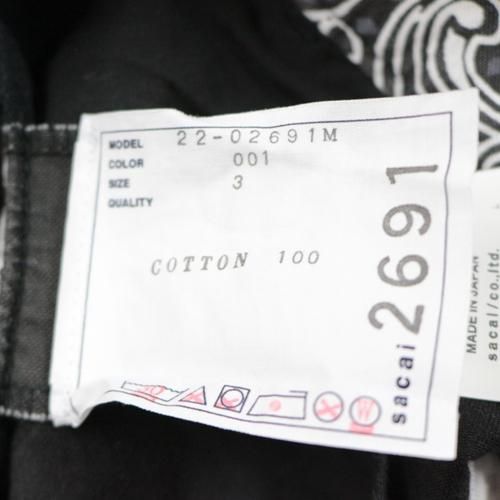 MODEL 22-02691M
COLOR 001
SIZE 3
QUALITY
COTTON 100
sacai 2691
MADE IN JAPAN
sacai/co.,ltd.